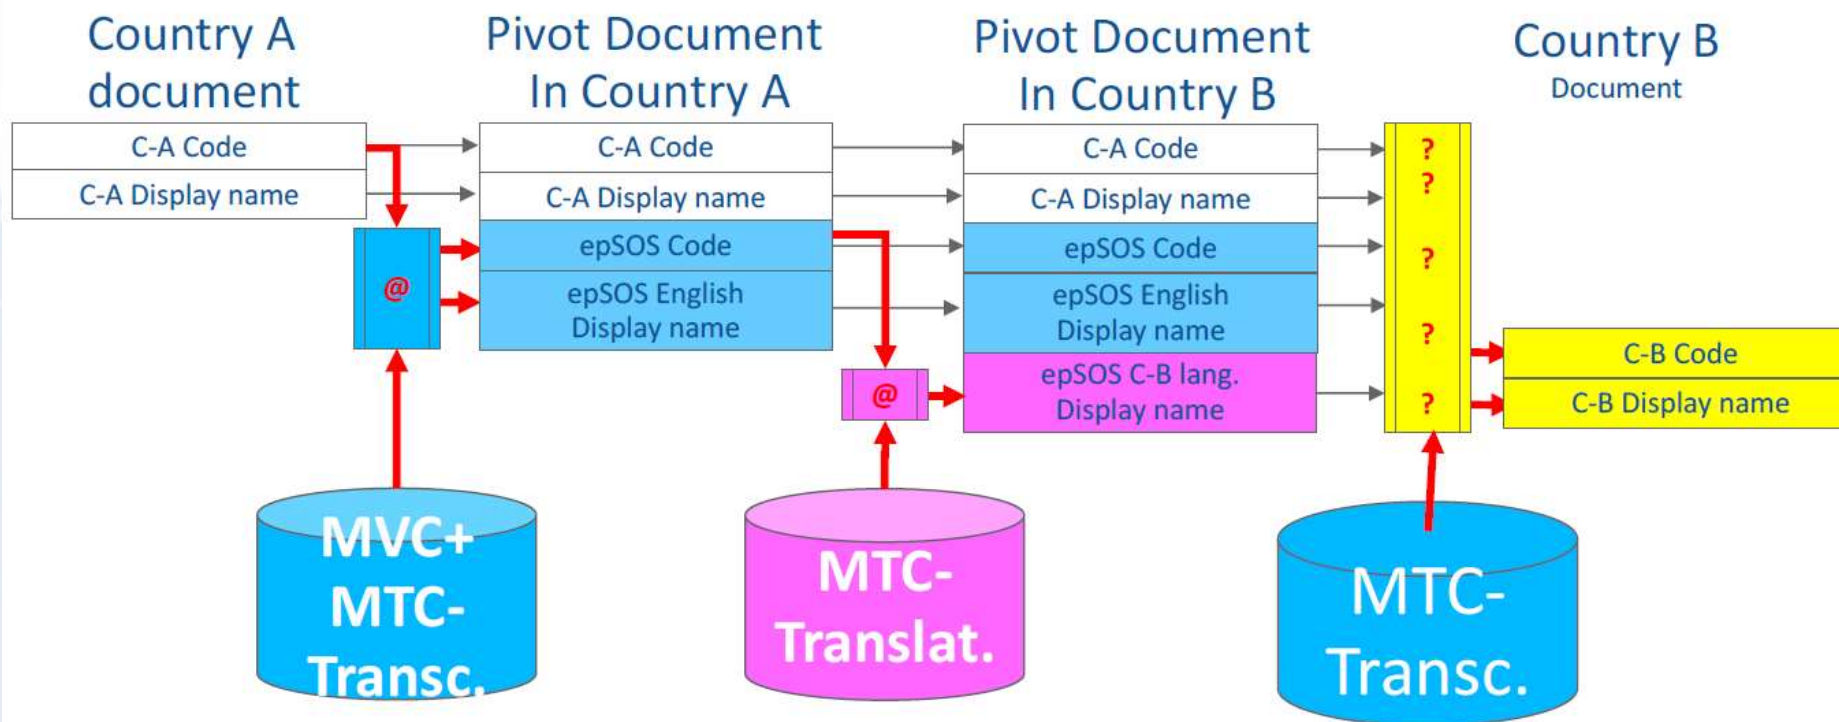 Country A
document
Pivot Document
In Country A
Pivot Document
In Country B
Country B
Document
C-A Code
C-A Display name
C-A Code
C-A Display name
epSOS Code
epSOS English
Display name
C-A Code
C-A Display name
epSOS Code
epSOS English
Display name
epSOS C-B lang.
Display name
?
?
?
?
?
C-B Code
C-B Display name
@
@
MVC+
MTC-
Transc.
MTC-
Translat.
MTC-
Transc.